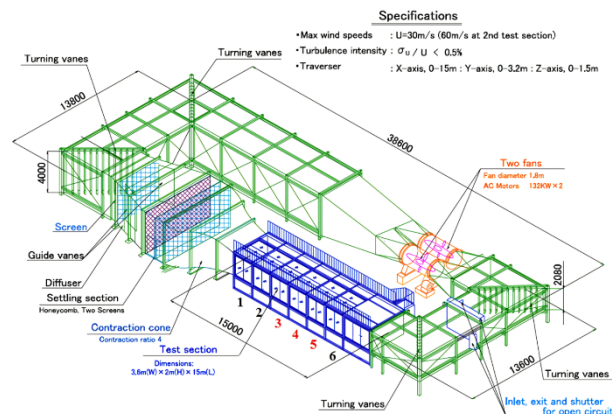 Specifications
•Max wind speeds : U=30m/s (60m/s at 2nd test section)
•Turbulence intensity : σu / U < 0.5%
•Traverser : X-axis, 0-15m : Y-axis, 0-3.2m : Z-axis, 0-1.5m
Turning vanes
Turning vanes
13800
38600
4000
Two fans
Fan diameter 1.8m
AC Motors 132KW×2
Screen
Guide vanes
Diffuser
Settling section
Honeycomb, Two Screens
2080
Contraction cone
Contraction ratio 4
15000
1
2
3
4
5
6
Test section
Dimensions:
3.6m(W)×2m(H)×15m(L)
13600
Turning vanes
Turning vanes
Inlet, exit and shutter
for open circuit